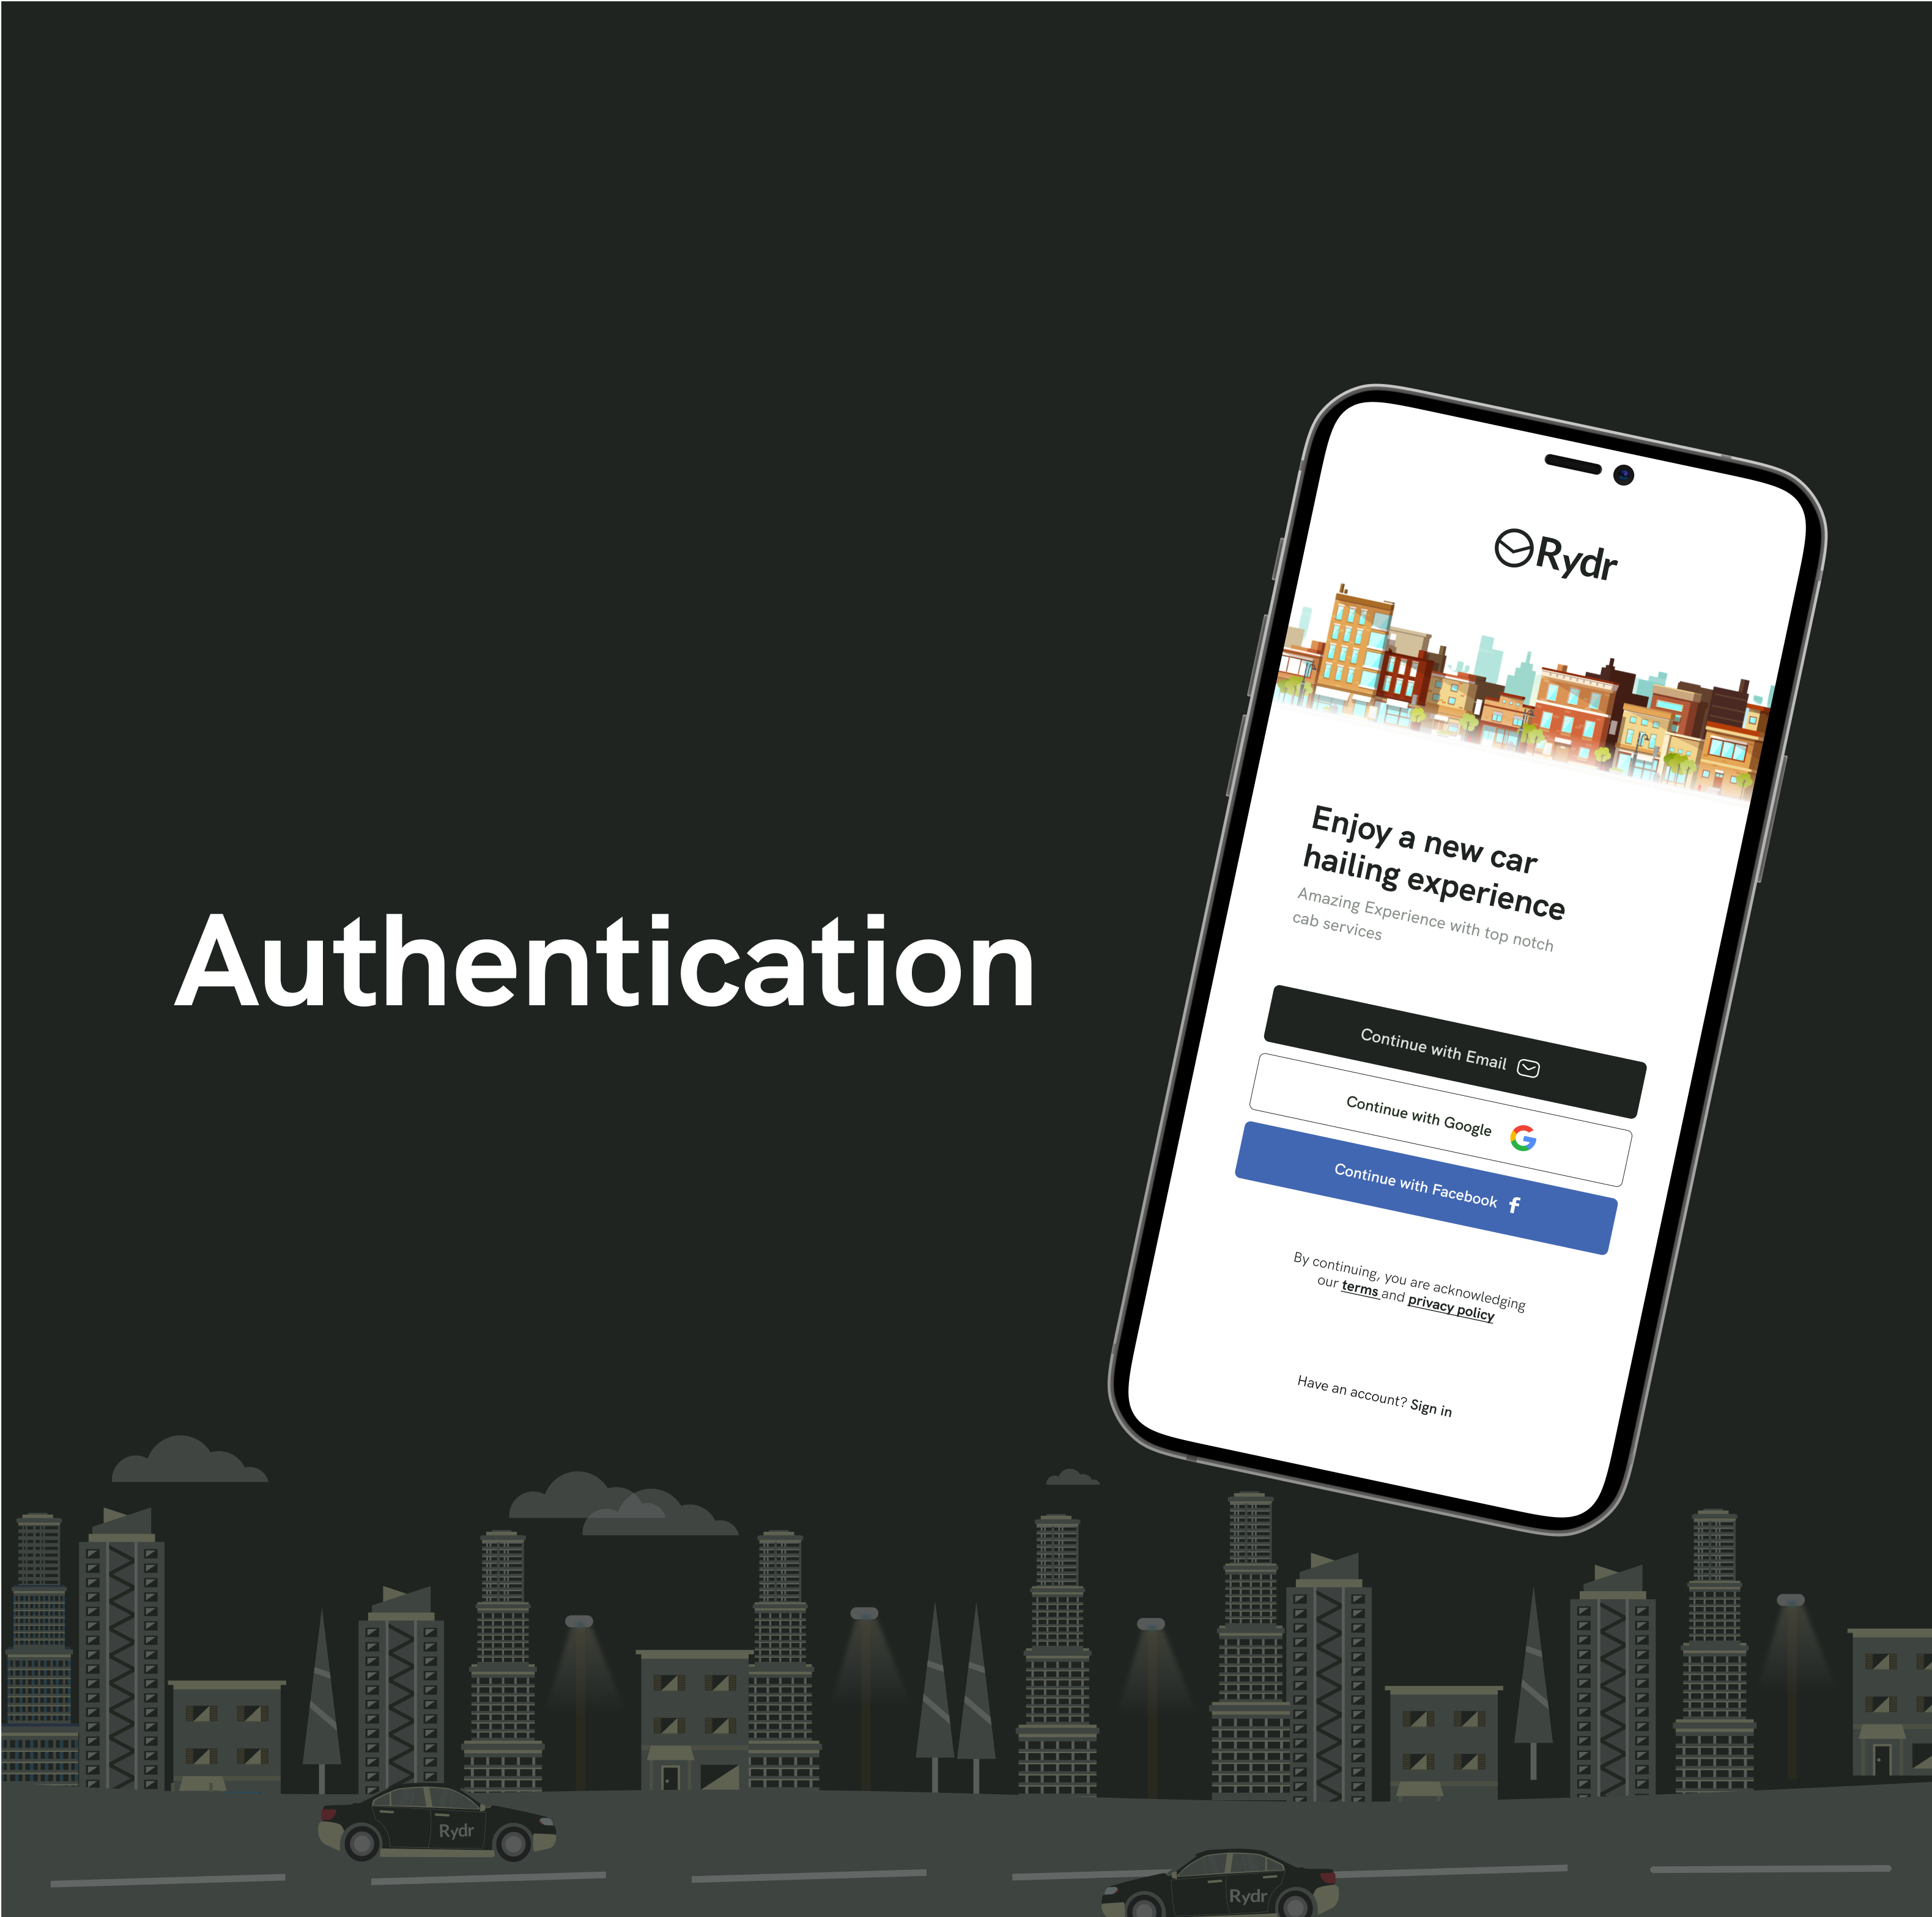 Authentication
Rydr
Enjoy a new car
hailing experience
Amazing Experience with top notch
cab services
Continue with Email
Continue with Google
Continue with Facebook f
By continuing, you are acknowledging
our terms and privacy policy
Have an account? Sign in
Rydr
Rydr